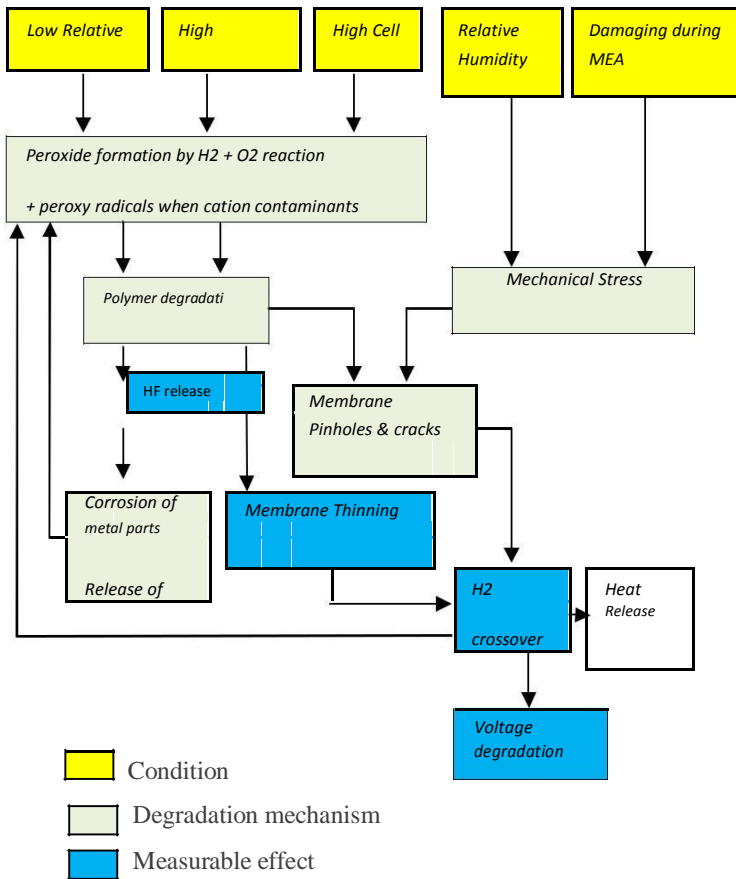 Low Relative
High
High Cell
Relative
Humidity
Damaging during
MEA
Peroxide formation by H2 + O2 reaction
+ peroxy radicals when cation contaminants
Polymer degradati
Mechanical Stress
HF release
Membrane
Pinholes & cracks
Corrosion of
metal parts
Release of
Membrane Thinning
H2
crossover
Heat
Release
Voltage
degradation
Condition
Degradation mechanism
Measurable effect